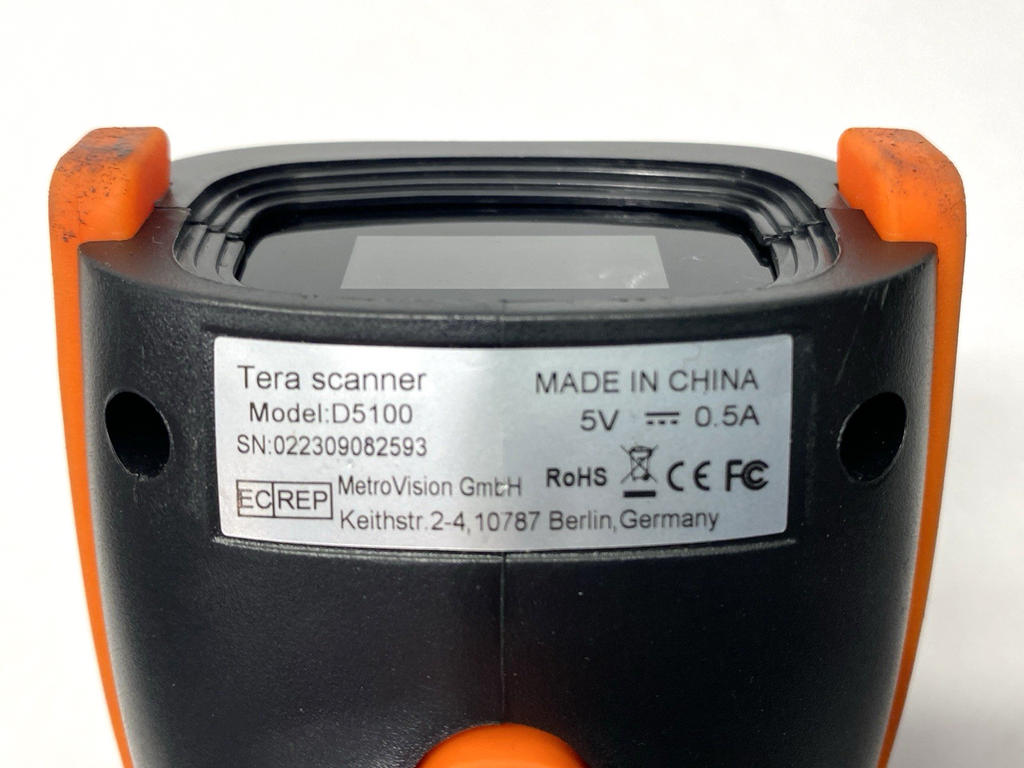 Tera scanner
Model:D5100
SN:022309082593
MADE IN CHINA
5V ⎓ 0.5A
RoHS CE FC
EC REP
MetroVision GmbH
Keithstr.2-4,10787 Berlin,Germany